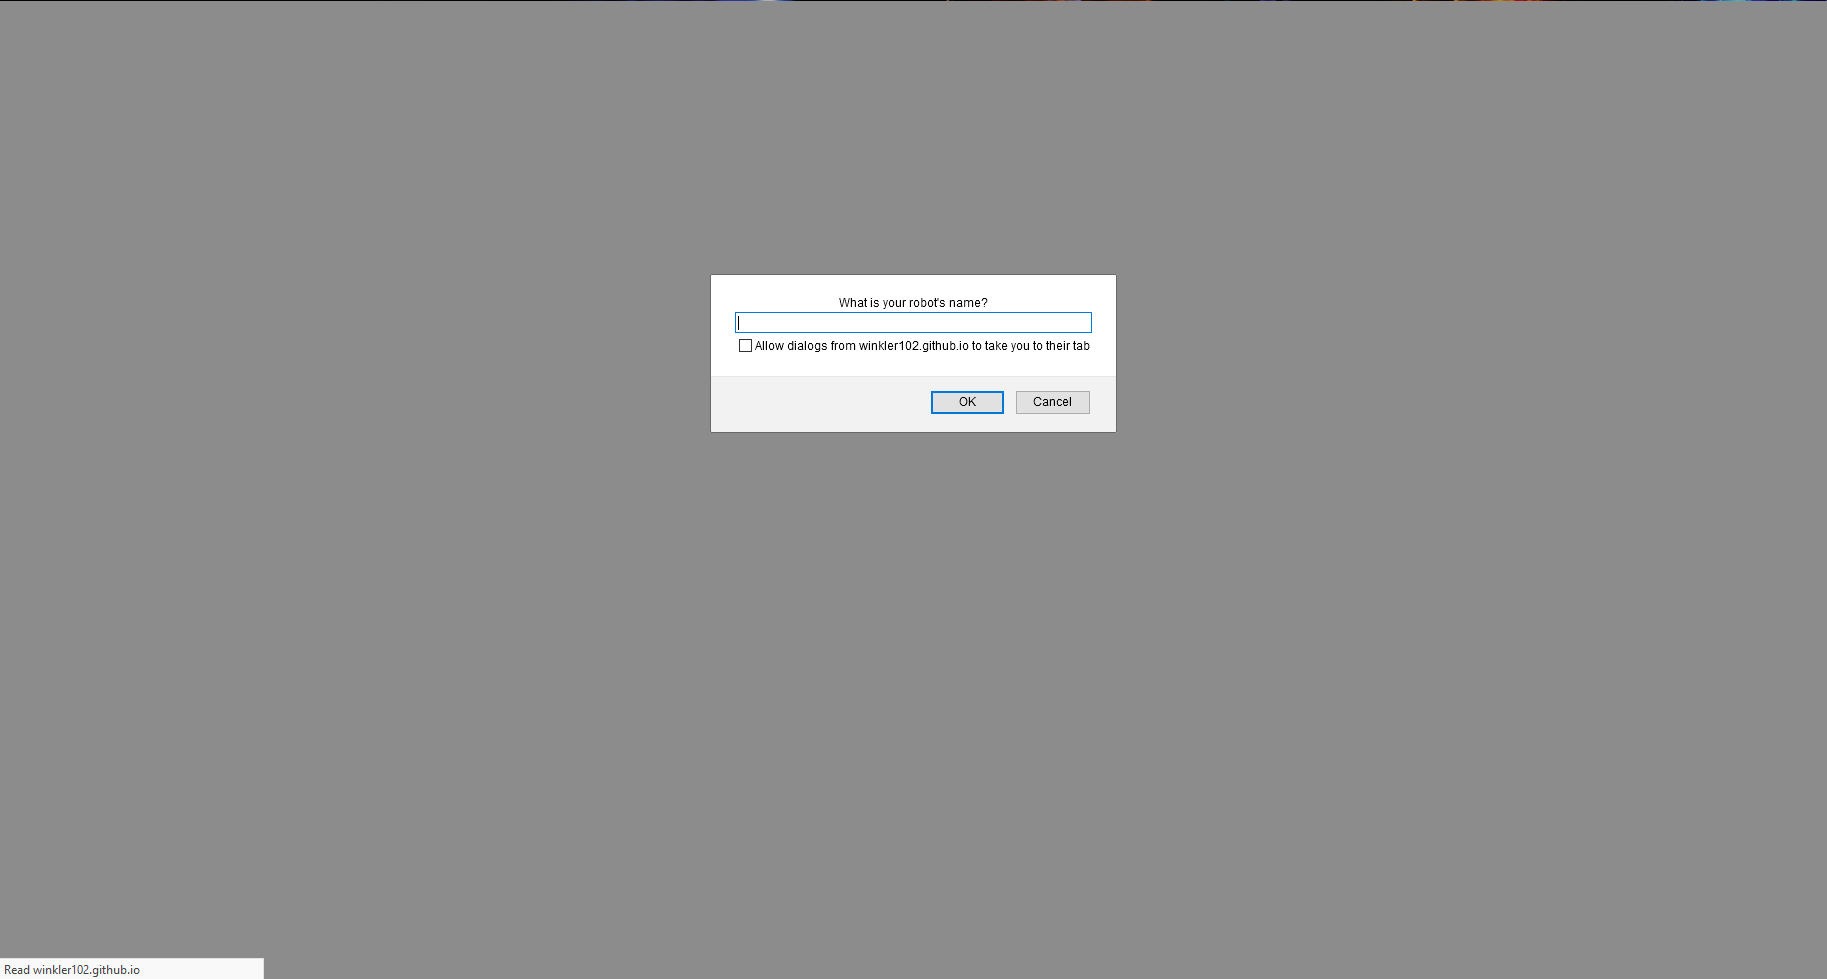 What is your robot's name?
Allow dialogs from winkler102.github.io to take you to their tab
OK Cancel
Read winkler102.github.io